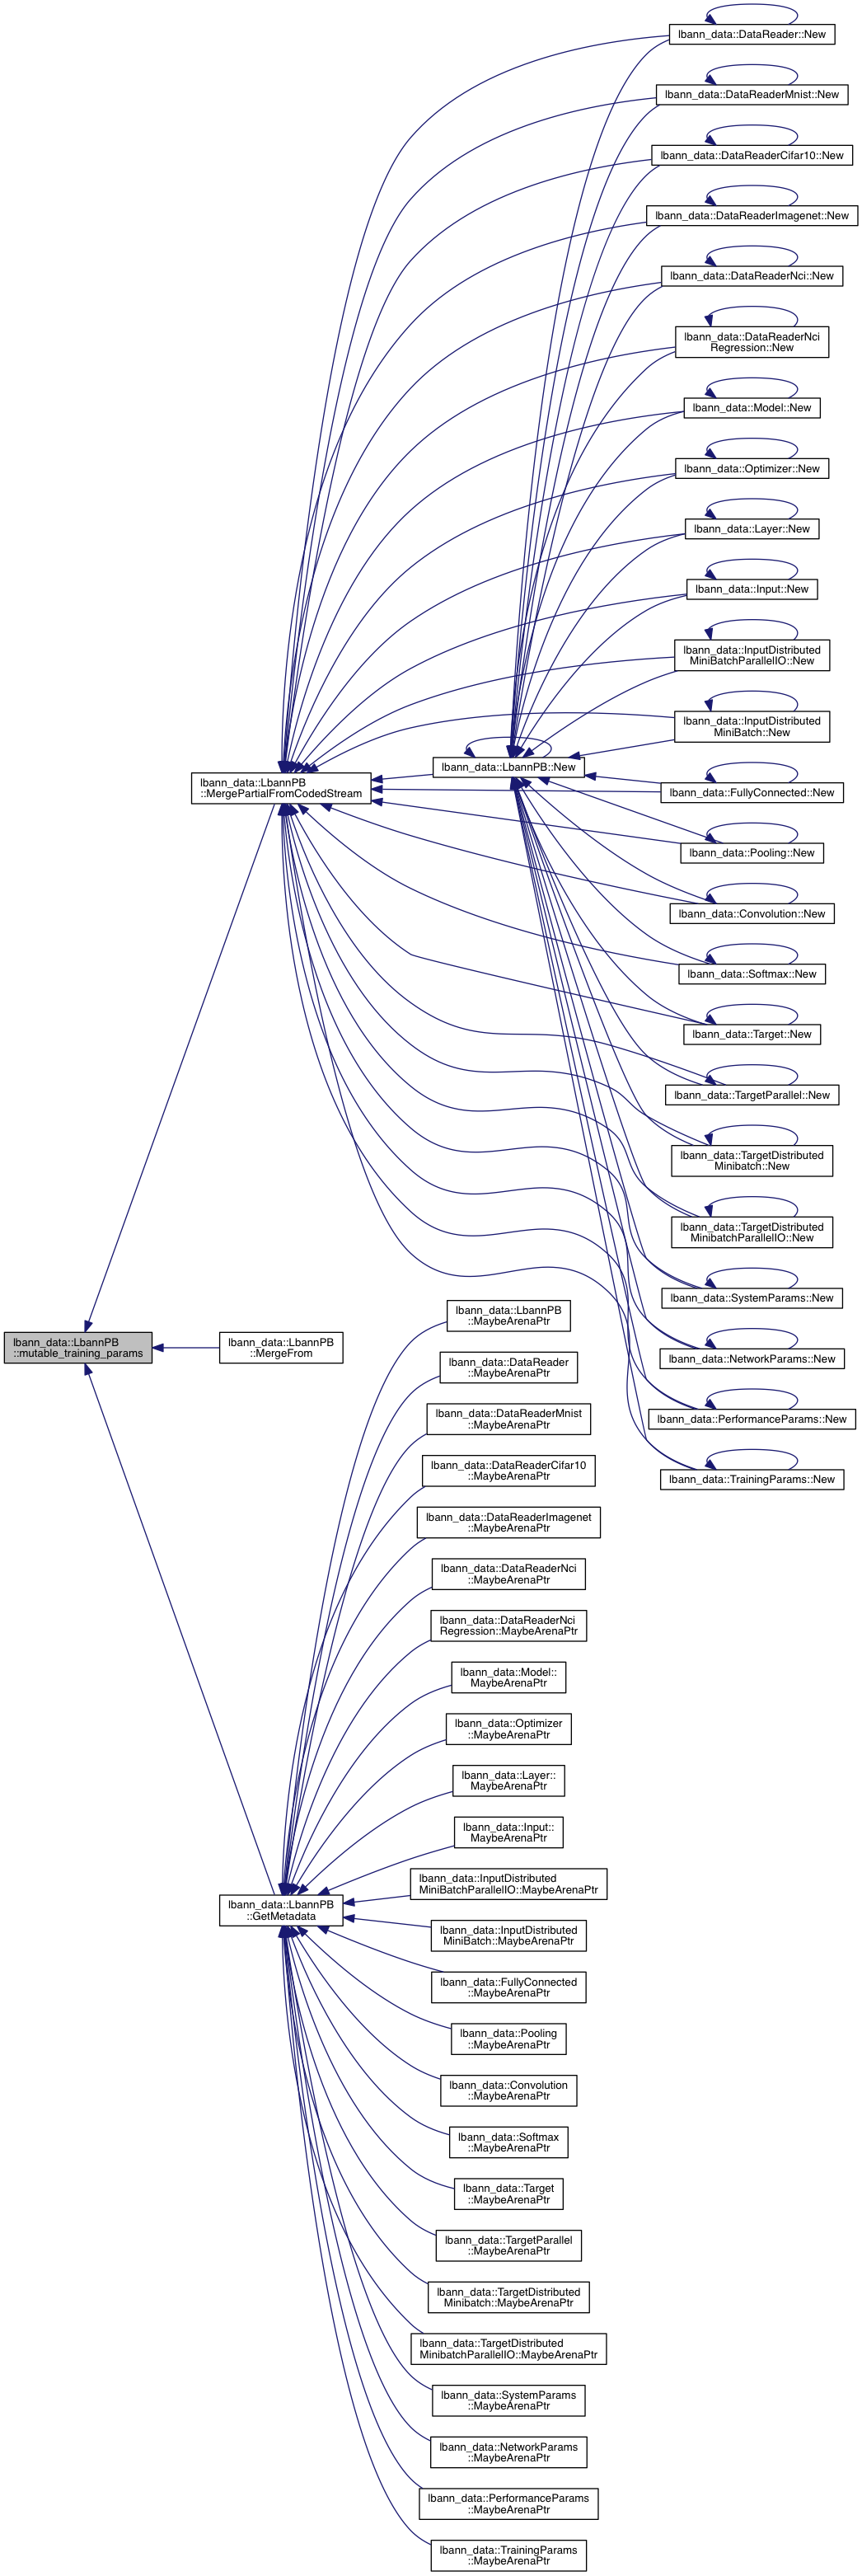 lbann_data::DataReader::New
lbann_data::DataReaderMnist::New
lbann_data::DataReaderCifar10::New
lbann_data::DataReaderImagenet::New
lbann_data::DataReaderNci::New
lbann_data::DataReaderNci
Regression::New
lbann_data::Model::New
lbann_data::Optimizer::New
lbann_data::Layer::New
lbann_data::Input::New
lbann_data::InputDistributed
MiniBatchParallelIO::New
lbann_data::InputDistributed
MiniBatch::New
lbann_data::LbannPB::New
lbann_data::LbannPB
::MergePartialFromCodedStream
lbann_data::FullyConnected::New
lbann_data::Pooling::New
lbann_data::Convolution::New
lbann_data::Softmax::New
lbann_data::Target::New
lbann_data::TargetParallel::New
lbann_data::TargetDistributed
Minibatch::New
lbann_data::TargetDistributed
MinibatchParallelIO::New
lbann_data::SystemParams::New
lbann_data::NetworkParams::New
lbann_data::PerformanceParams::New
lbann_data::TrainingParams::New
lbann_data::LbannPB
::mutable_training_params
lbann_data::LbannPB
::MergeFrom
lbann_data::LbannPB
::MaybeArenaPtr
lbann_data::DataReader
::MaybeArenaPtr
lbann_data::DataReaderMnist
::MaybeArenaPtr
lbann_data::DataReaderCifar10
::MaybeArenaPtr
lbann_data::DataReaderImagenet
::MaybeArenaPtr
lbann_data::DataReaderNci
::MaybeArenaPtr
lbann_data::DataReaderNci
Regression::MaybeArenaPtr
lbann_data::Model::
MaybeArenaPtr
lbann_data::Optimizer
::MaybeArenaPtr
lbann_data::Layer::
MaybeArenaPtr
lbann_data::Input::
MaybeArenaPtr
lbann_data::InputDistributed
MiniBatchParallelIO::MaybeArenaPtr
lbann_data::LbannPB
::GetMetadata
lbann_data::InputDistributed
MiniBatch::MaybeArenaPtr
lbann_data::FullyConnected
::MaybeArenaPtr
lbann_data::Pooling
::MaybeArenaPtr
lbann_data::Convolution
::MaybeArenaPtr
lbann_data::Softmax
::MaybeArenaPtr
lbann_data::Target
::MaybeArenaPtr
lbann_data::TargetParallel
::MaybeArenaPtr
lbann_data::TargetDistributed
Minibatch::MaybeArenaPtr
lbann_data::TargetDistributed
MinibatchParallelIO::MaybeArenaPtr
lbann_data::SystemParams
::MaybeArenaPtr
lbann_data::NetworkParams
::MaybeArenaPtr
lbann_data::PerformanceParams
::MaybeArenaPtr
lbann_data::TrainingParams
::MaybeArenaPtr